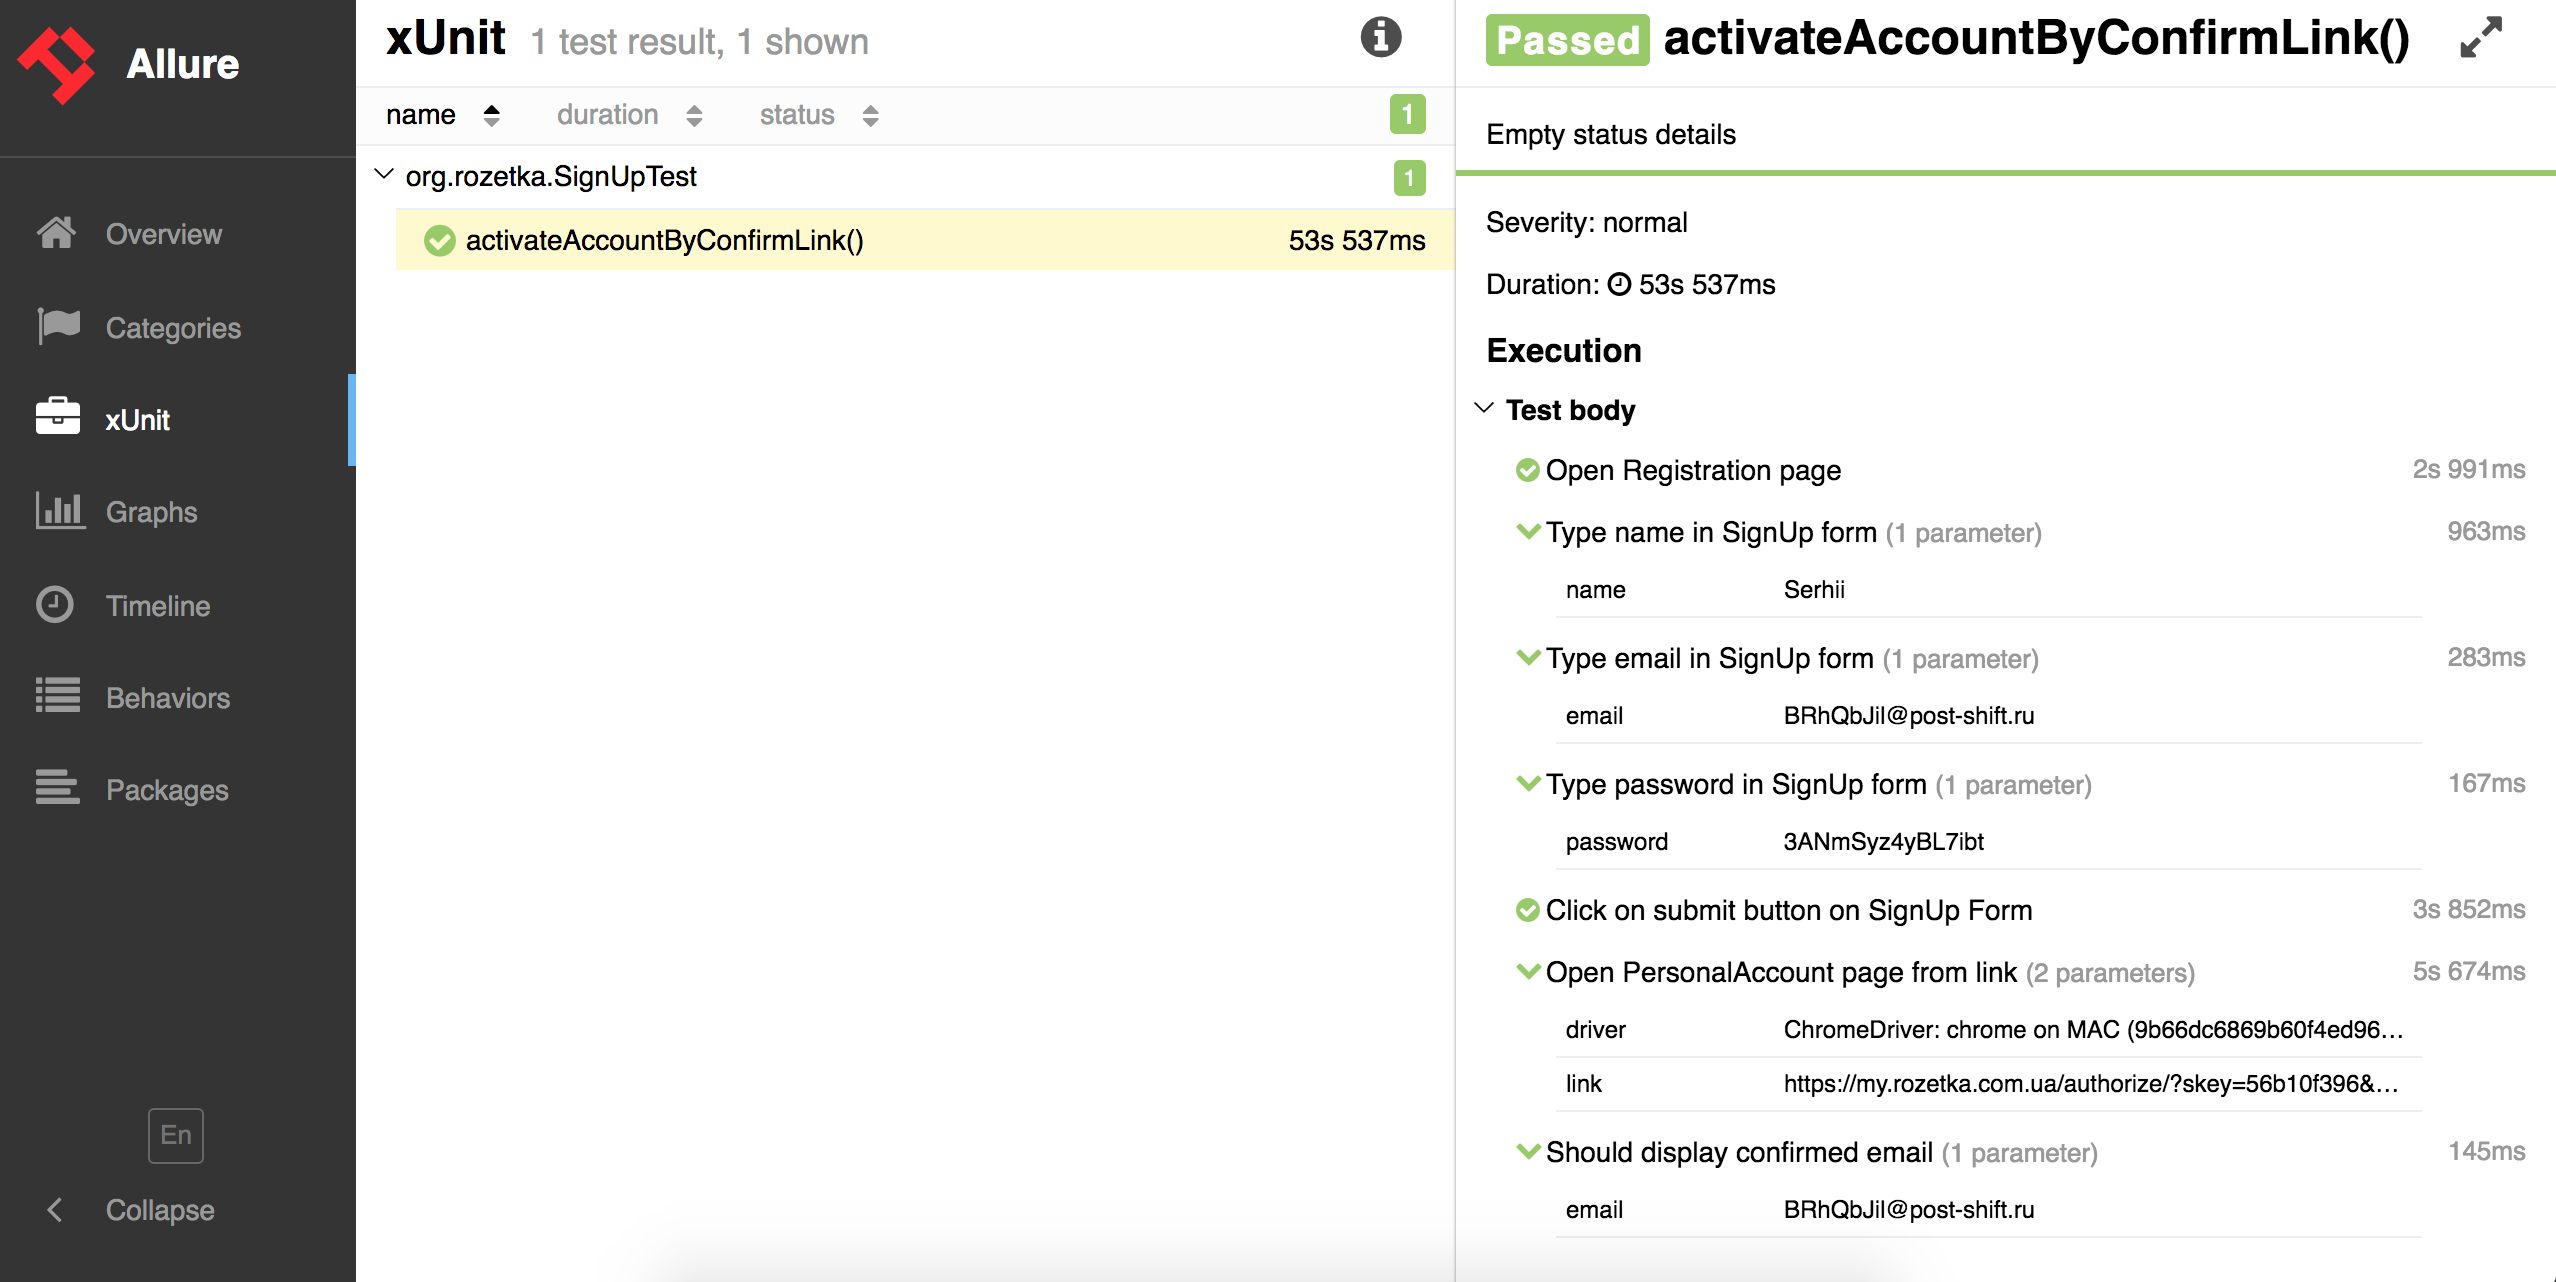 Allure
Overview
Categories
xUnit
Graphs
Timeline
Behaviors
Packages
En
Collapse
xUnit 1 test result, 1 shown
name duration status 1
org.rozetka.SignUpTest 1
activateAccountByConfirmLink() 53s 537ms
Passed activateAccountByConfirmLink()
Empty status details
Severity: normal
Duration: 53s 537ms
Execution
Test body
Open Registration page 2s 991ms
Type name in SignUp form (1 parameter) 963ms
name Serhii
Type email in SignUp form (1 parameter) 283ms
email BRhQbJil@post-shift.ru
Type password in SignUp form (1 parameter) 167ms
password 3ANmSyz4yBL7ibt
Click on submit button on SignUp Form 3s 852ms
Open PersonalAccount page from link (2 parameters) 5s 674ms
driver ChromeDriver: chrome on MAC (9b66dc6869b60f4ed96...
link https://my.rozetka.com.ua/authorize/?skey=56b10f396&...
Should display confirmed email (1 parameter) 145ms
email BRhQbJil@post-shift.ru